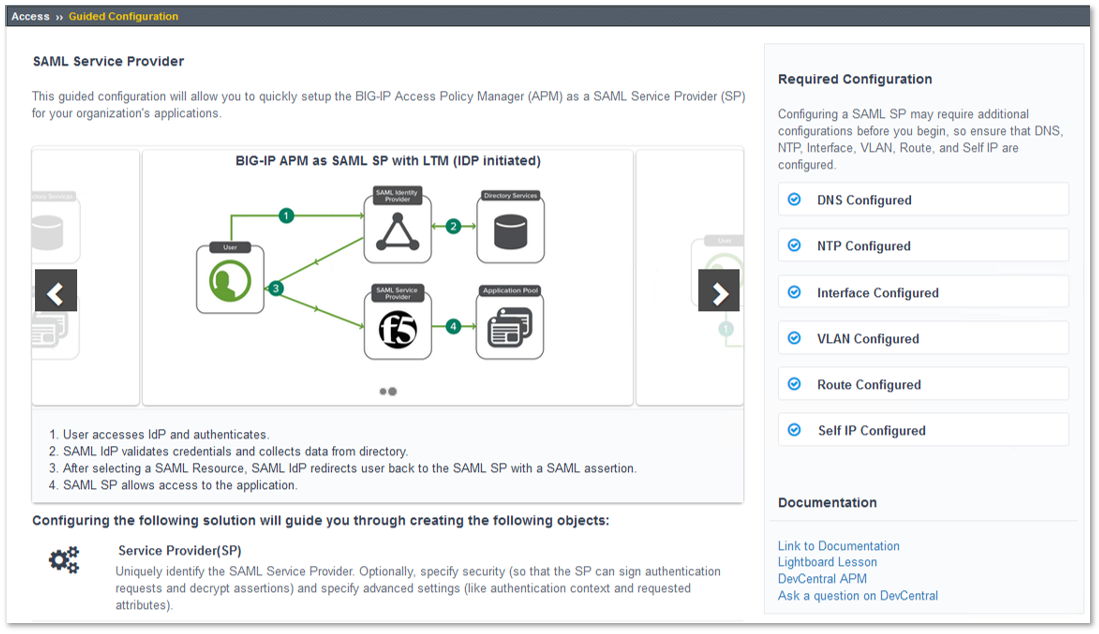 Access ›› Guided Configuration
SAML Service Provider
This guided configuration will allow you to quickly setup the BIG-IP Access Policy Manager (APM) as a SAML Service Provider (SP)
for your organization's applications.
BIG-IP APM as SAML SP with LTM (IDP initiated)
SAML Identity
Provider
Directory Services
1
2
User
3
SAML Service
Provider
Application Pool
f5
4
Services
User
1
1. User accesses IdP and authenticates.
2. SAML IdP validates credentials and collects data from directory.
3. After selecting a SAML Resource, SAML IdP redirects user back to the SAML SP with a SAML assertion.
4. SAML SP allows access to the application.
Configuring the following solution will guide you through creating the following objects:
Service Provider(SP)
Uniquely identify the SAML Service Provider. Optionally, specify security (so that the SP can sign authentication
requests and decrypt assertions) and specify advanced settings (like authentication context and requested
attributes).
Required Configuration
Configuring a SAML SP may require additional
configurations before you begin, so ensure that DNS,
NTP, Interface, VLAN, Route, and Self IP are
configured.
DNS Configured
NTP Configured
Interface Configured
VLAN Configured
Route Configured
Self IP Configured
Documentation
Link to Documentation
Lightboard Lesson
DevCentral APM
Ask a question on DevCentral